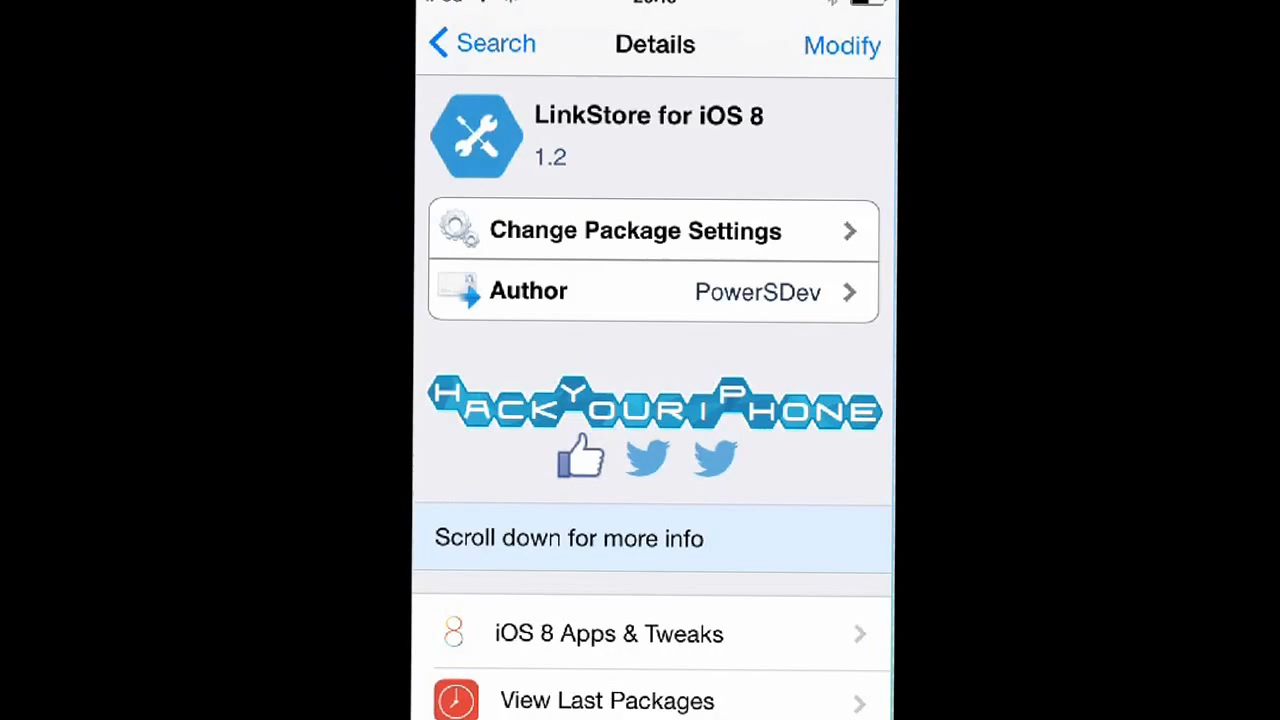 Search
Details
Modify
LinkStore for iOS 8
1.2
Change Package Settings
Author
PowerSDev
HACKYOURIPHONE
Scroll down for more info
iOS 8 Apps & Tweaks
View Last Packages